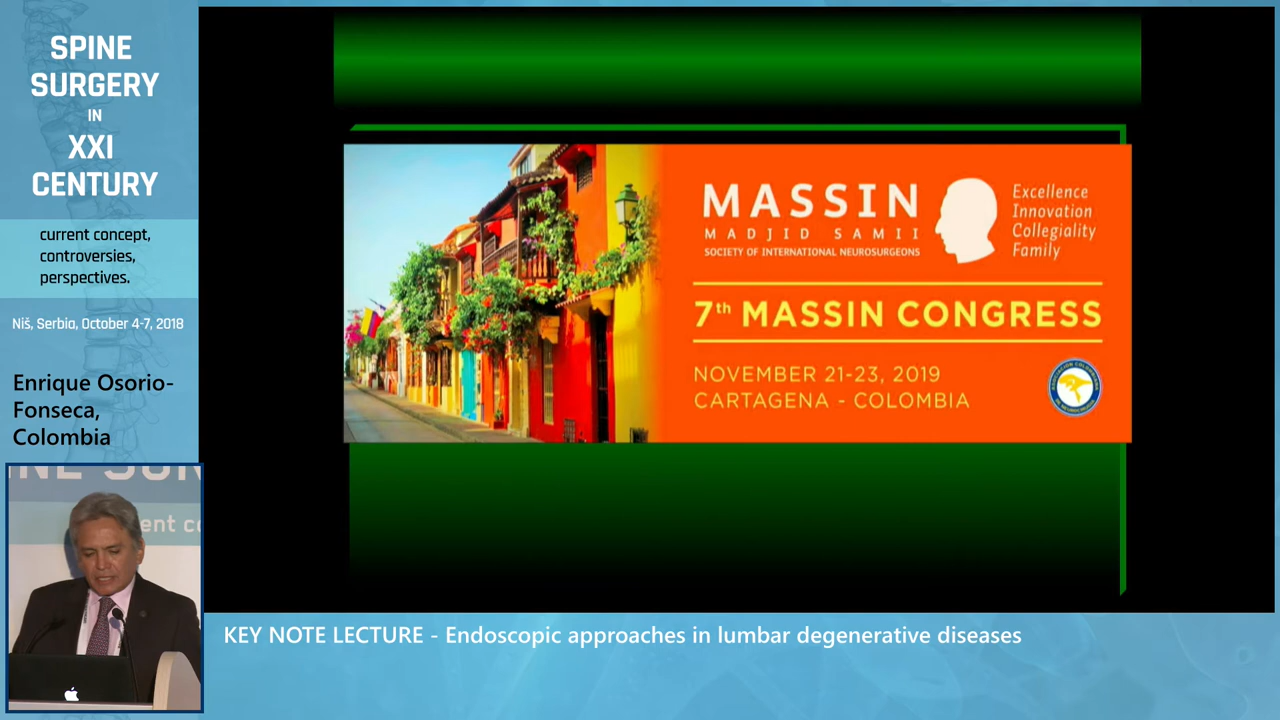 SPINE
SURGERY
IN
XXI
CENTURY
current concept,
controversies,
perspectives.
Niš, Serbia, October 4-7, 2018
Enrique Osorio-
Fonseca,
Colombia
ent co
MASSIN
MADJID SAMII
SOCIETY OF INTERNATIONAL NEUROSURGEONS
Excellence
Innovation
Collegiality
Family
7th MASSIN CONGRESS
NOVEMBER 21-23, 2019
CARTAGENA - COLOMBIA
KEY NOTE LECTURE - Endoscopic approaches in lumbar degenerative diseases